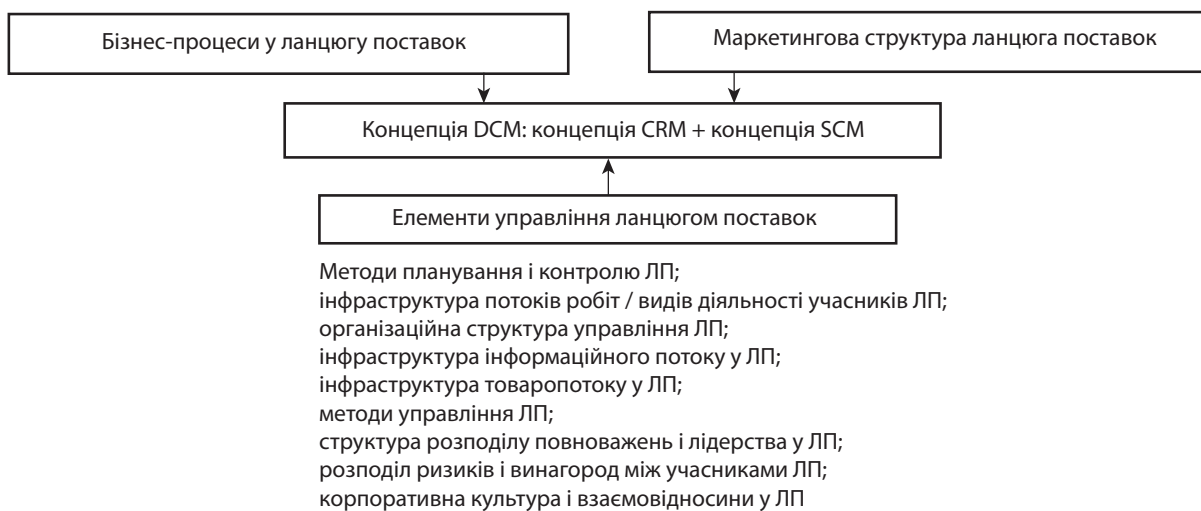 Бізнес-процеси у ланцюгу поставок
Маркетингова структура ланцюга поставок
Концепція DCM: концепція CRM + концепція SCM
Елементи управління ланцюгом поставок
Методи планування і контролю ЛП;
інфраструктура потоків робіт / видів діяльності учасників ЛП;
організаційна структура управління ЛП;
інфраструктура інформаційного потоку у ЛП;
інфраструктура товаропотоку у ЛП;
методи управління ЛП;
структура розподілу повноважень і лідерства у ЛП;
розподіл ризиків і винагород між учасниками ЛП;
корпоративна культура і взаємовідносини у ЛП